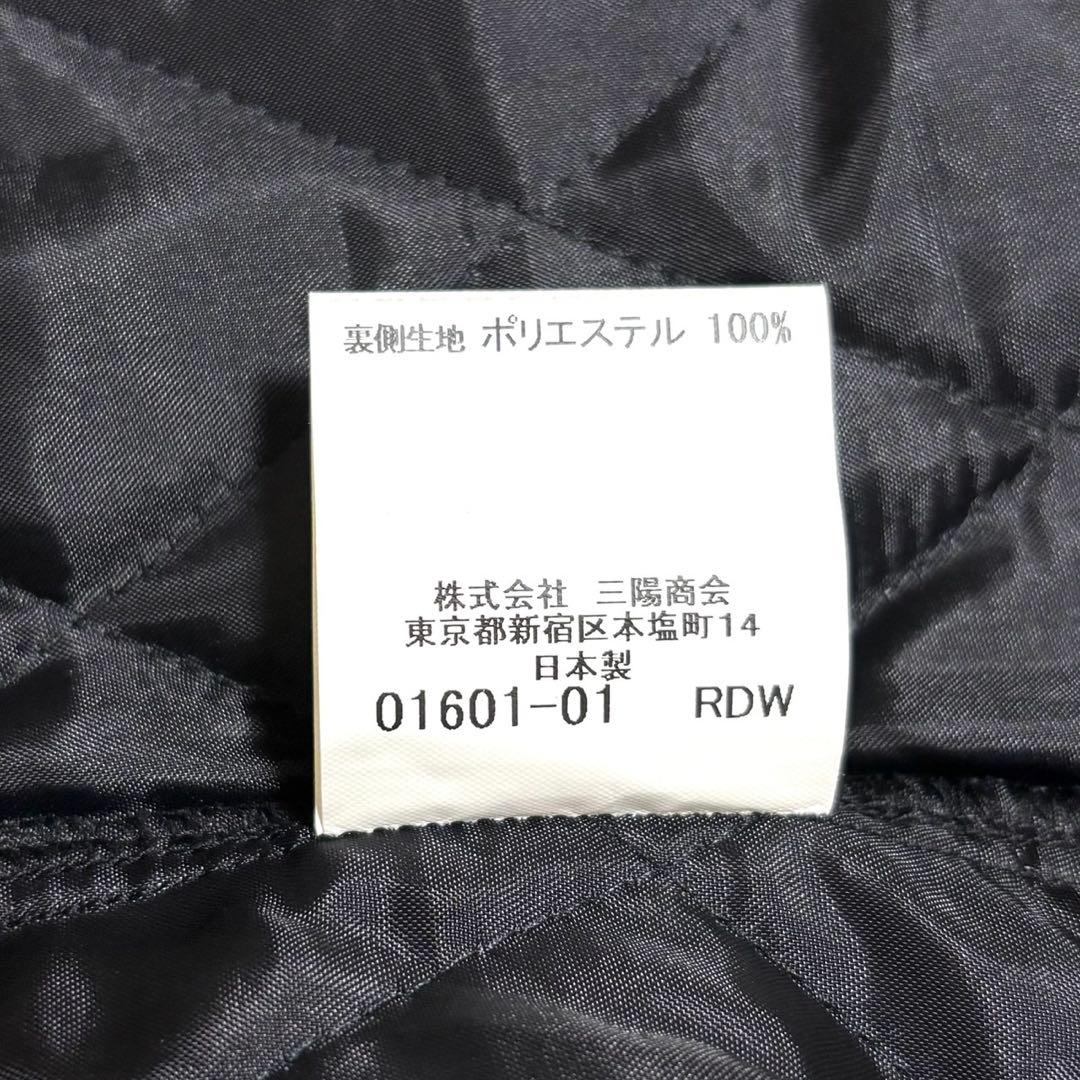 裏側生地 ポリエステル 100%
株式会社 三陽商会
東京都新宿区本塩町14
日本製
01601-01 RDW